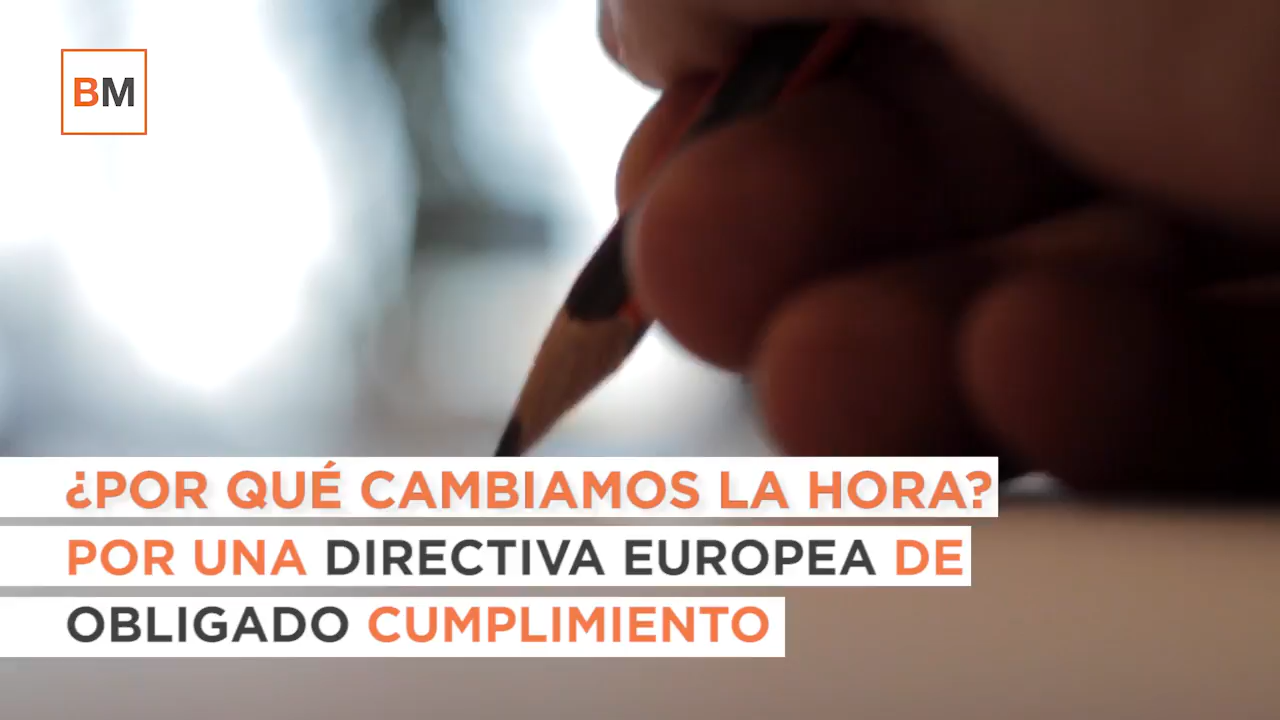 BM
¿POR QUÉ CAMBIAMOS LA HORA?
POR UNA DIRECTIVA EUROPEA DE
OBLIGADO CUMPLIMIENTO